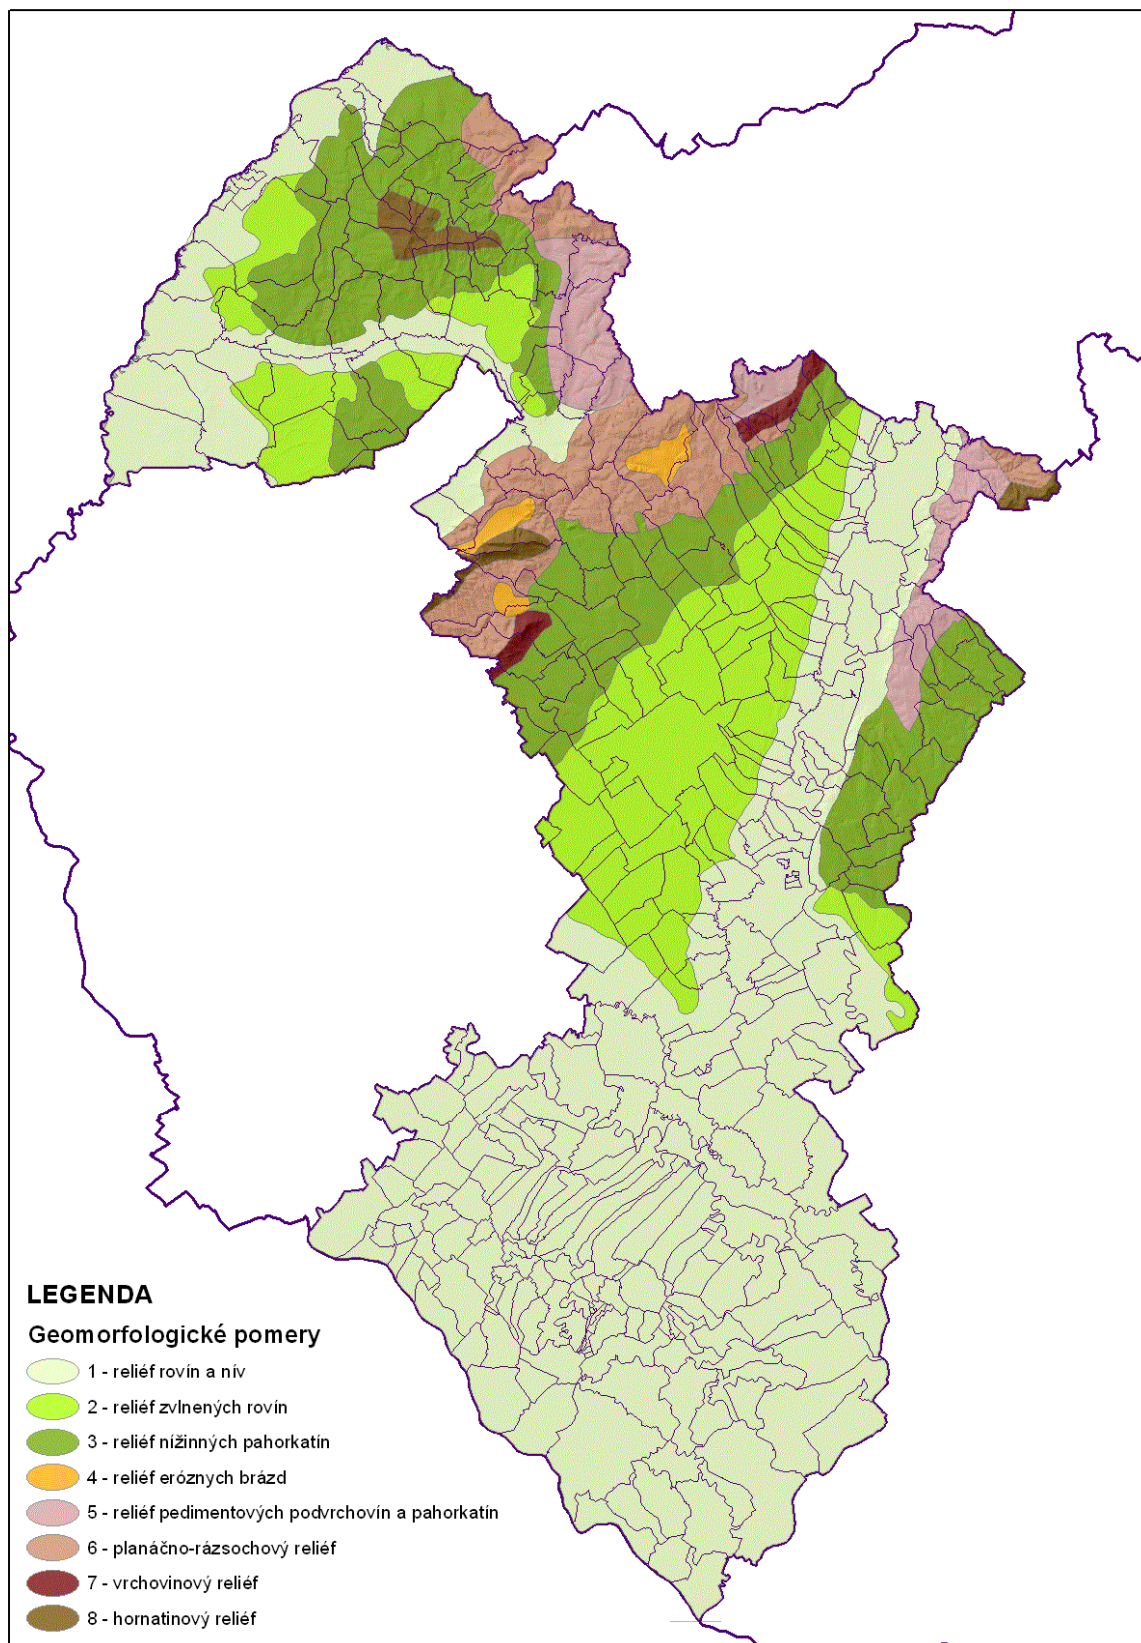 LEGENDA
Geomorfologické pomery
1 - reliéf rovín a nív
2 - reliéf zvlnených rovín
3 - reliéf nížinných pahorkatín
4 - reliéf eróznych brázd
5 - reliéf pedimentových podvrchovín a pahorkatín
6 - planáčno-rázsochový reliéf
7 - vrchovinový reliéf
8 - hornatinový reliéf